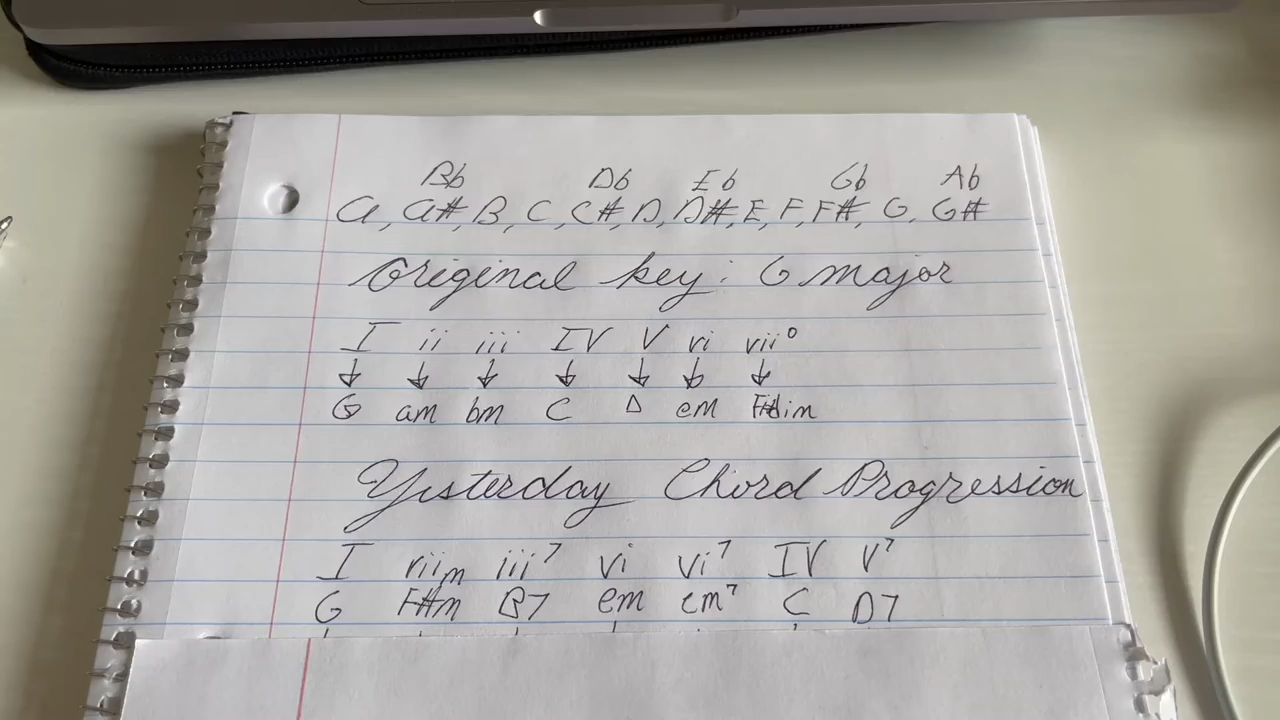 Bb Db Eb Gb Ab
A, A#, B, C, C#, D, D#, E, F, F#, G, G#
Original key: G major
I ii iii IV V vi vii°
↓ ↓ ↓ ↓ ↓ ↓ ↓
G am bm C D em F#dim
Yesterday Chord Progression
I viim iii7 vi vi7 IV V7
G F#m B7 em em7 C D7